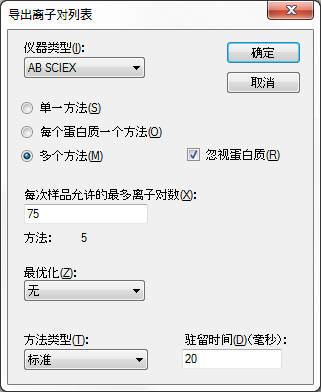 导出离子对列表
仪器类型(I):
AB SCIEX
确定
取消
单一方法(S)
每个蛋白质一个方法(O)
多个方法(M)
忽视蛋白质(R)
每次样品允许的最多离子对数(X):
75
方法: 5
最优化(Z):
无
方法类型(T):
标准
驻留时间(D)(毫秒):
20